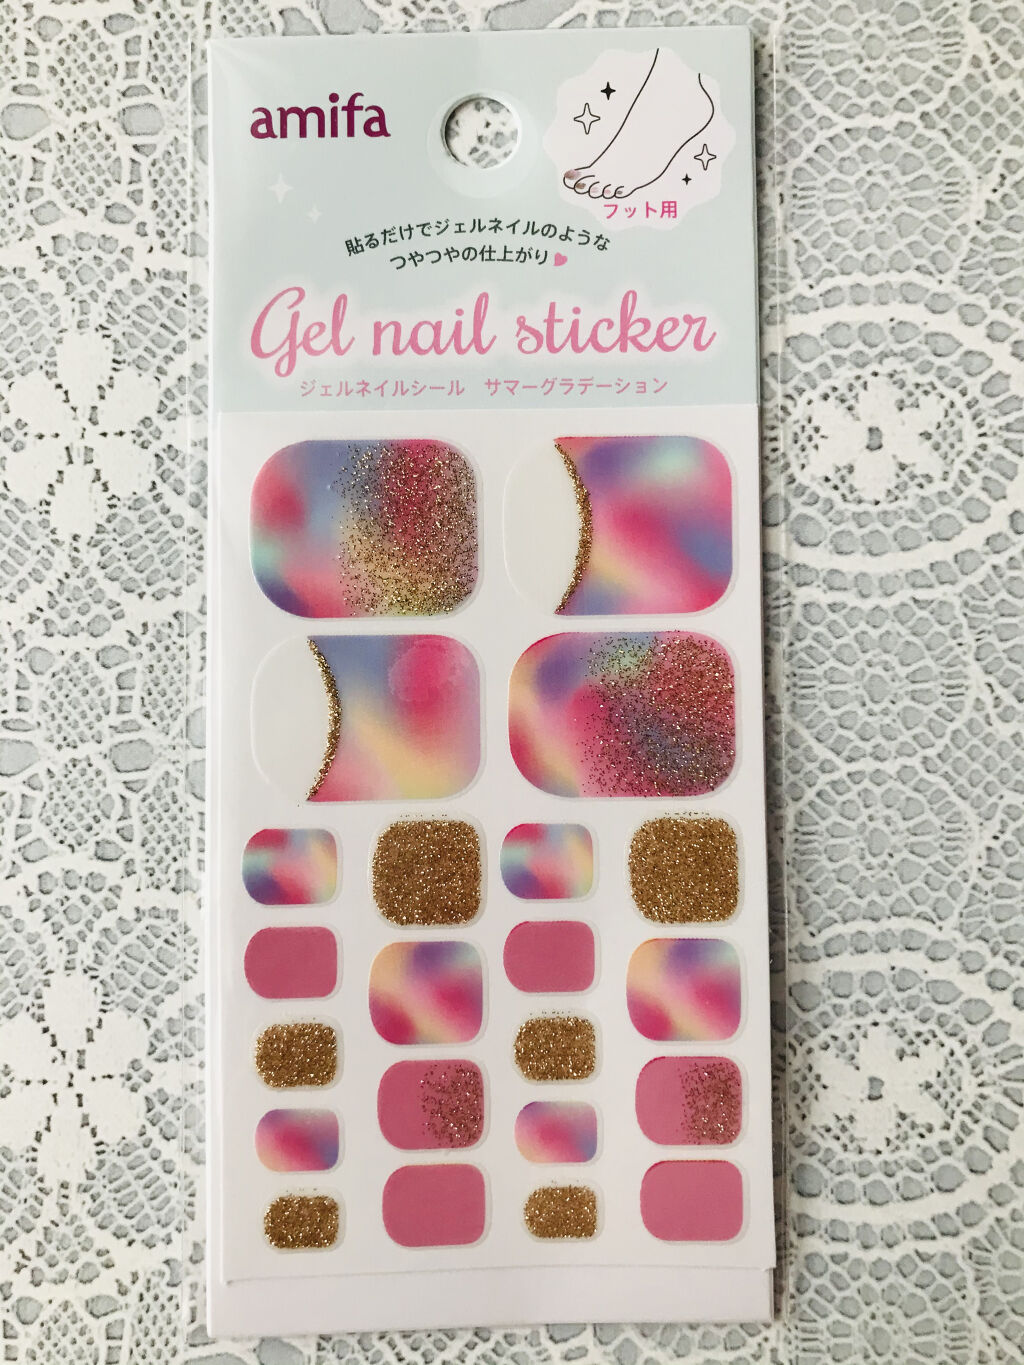 amifa
フット用
貼るだけでジェルネイルのような
つやつやの仕上がり
Gel nail sticker
ジェルネイルシール　サマーグラデーション